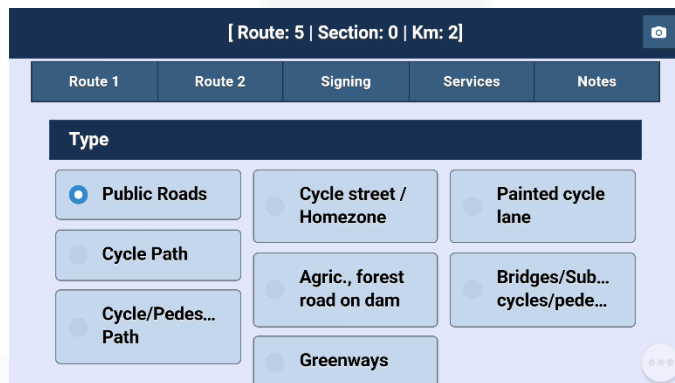 [ Route: 5 | Section: 0 | Km: 2]
Route 1
Route 2
Signing
Services
Notes
Type
Public Roads
Cycle Path
Cycle/Pedes...
Path
Cycle street /
Homezone
Agric., forest
road on dam
Greenways
Painted cycle
lane
Bridges/Sub...
cycles/pede...